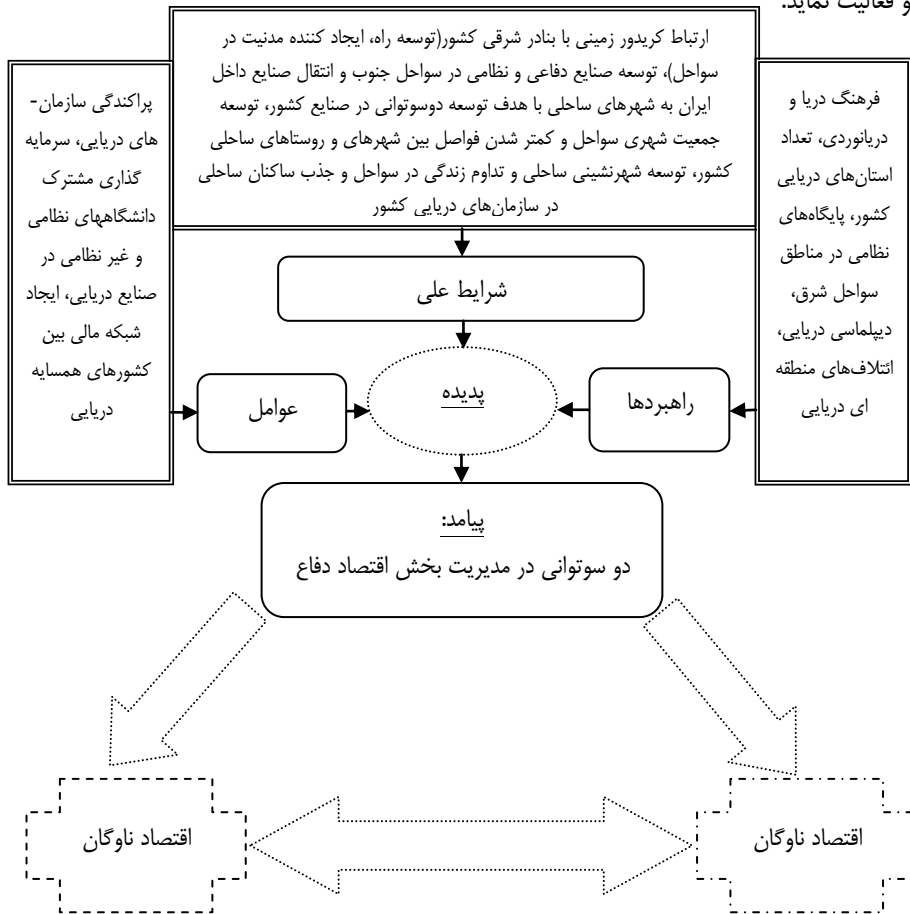 و فعالیت نماید.
ارتباط کریدور زمینی با بنادر شرقی کشور(توسعه راه، ایجاد کننده مدنیت در
سواحل)، توسعه صنایع دفاعی و نظامی در سواحل جنوب و انتقال صنایع داخل
ایران به شهرهای ساحلی با هدف توسعه دوسوتوانی در صنایع کشور، توسعه
جمعیت شهری سواحل و کمتر شدن فواصل بین شهرهای و روستاهای ساحلی
کشور، توسعه شهرنشینی ساحلی و تداوم زندگی در سواحل و جذب ساکنان ساحلی
در سازمان‌های دریایی کشور
فرهنگ دریا و
دریانوردی، تعداد
استان‌های دریایی
کشور، پایگاه‌های
نظامی در مناطق
سواحل شرق،
دیپلماسی دریایی،
ائتلاف‌های منطقه
ای دریایی
پراکندگی سازمان-
های دریایی، سرمایه
گذاری مشترک
دانشگاههای نظامی
و غیر نظامی در
صنایع دریایی، ایجاد
شبکه مالی بین
کشورهای همسایه
دریایی
شرایط علی
راهبردها
پدیده
عوامل
پیامد:
دو سوتوانی در مدیریت بخش اقتصاد دفاع
اقتصاد ناوگان
اقتصاد ناوگان